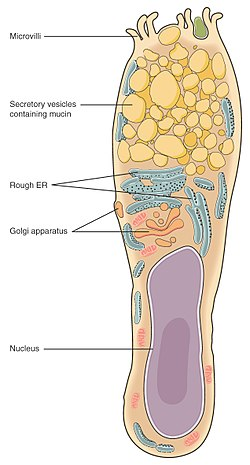 Microvilli
Secretory vesicles
containing mucin
Rough ER
Golgi apparatus
Nucleus